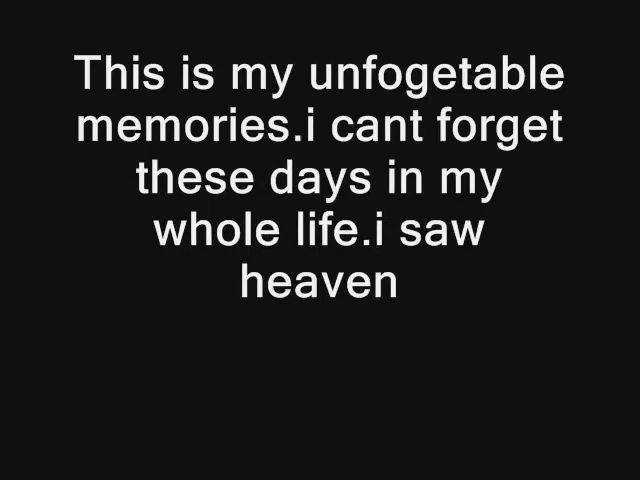 This is my unfogetable
memories.i cant forget
these days in my
whole life.i saw
heaven